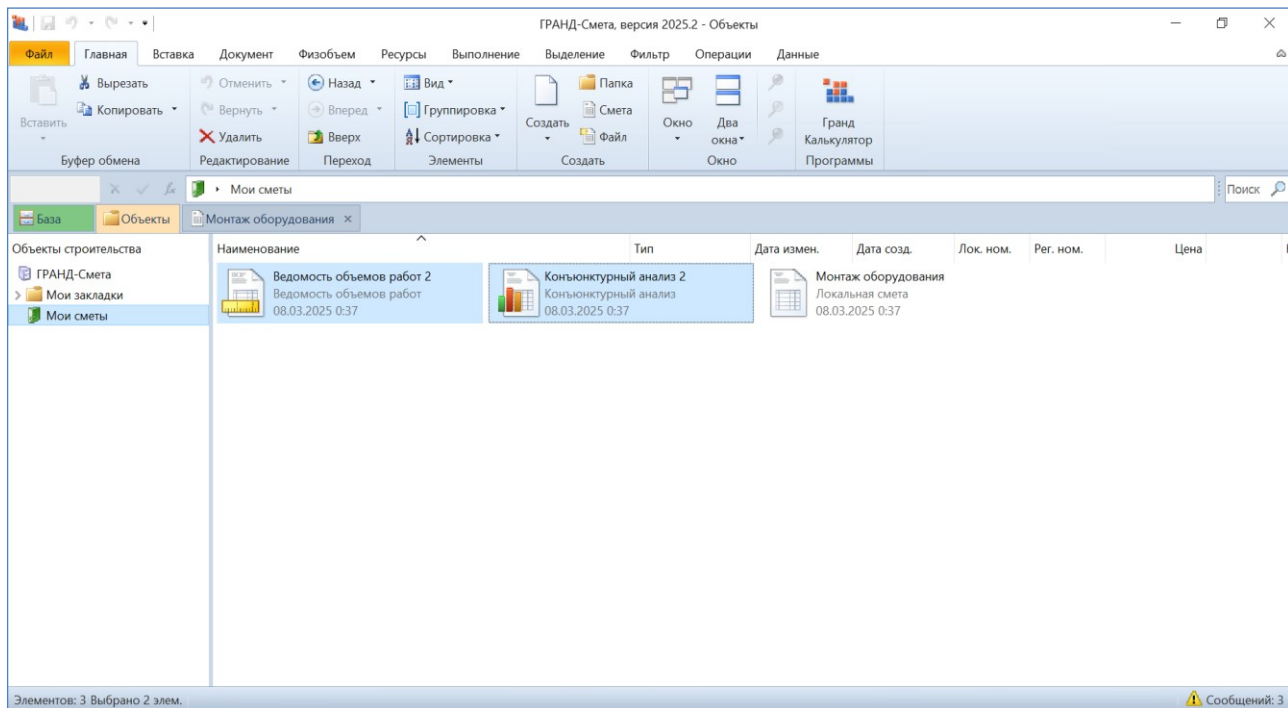 ГРАНД-Смета, версия 2025.2 - Объекты
Файл Главная Вставка Документ Физобъем Ресурсы Выполнение Выделение Фильтр Операции Данные
Вставить
Вырезать
Копировать
Буфер обмена
Отменить
Вернуть
Удалить
Редактирование
Назад
Вперед
Вверх
Переход
Вид
Группировка
Сортировка
Элементы
Создать
Папка
Смета
Файл
Создать
Окно
Два окна
Окно
Гранд
Калькулятор
Программы
fx Мои сметы Поиск
База Объекты Монтаж оборудования ×
Объекты строительства
ГРАНД-Смета
Мои закладки
Мои сметы
Наименование Тип Дата измен. Дата созд. Лок. ном. Рег. ном. Цена
Ведомость объемов работ 2
Ведомость объемов работ
08.03.2025 0:37
Конъюнктурный анализ 2
Конъюнктурный анализ
08.03.2025 0:37
Монтаж оборудования
Локальная смета
08.03.2025 0:37
Элементов: 3 Выбрано 2 элем. Сообщений: 3